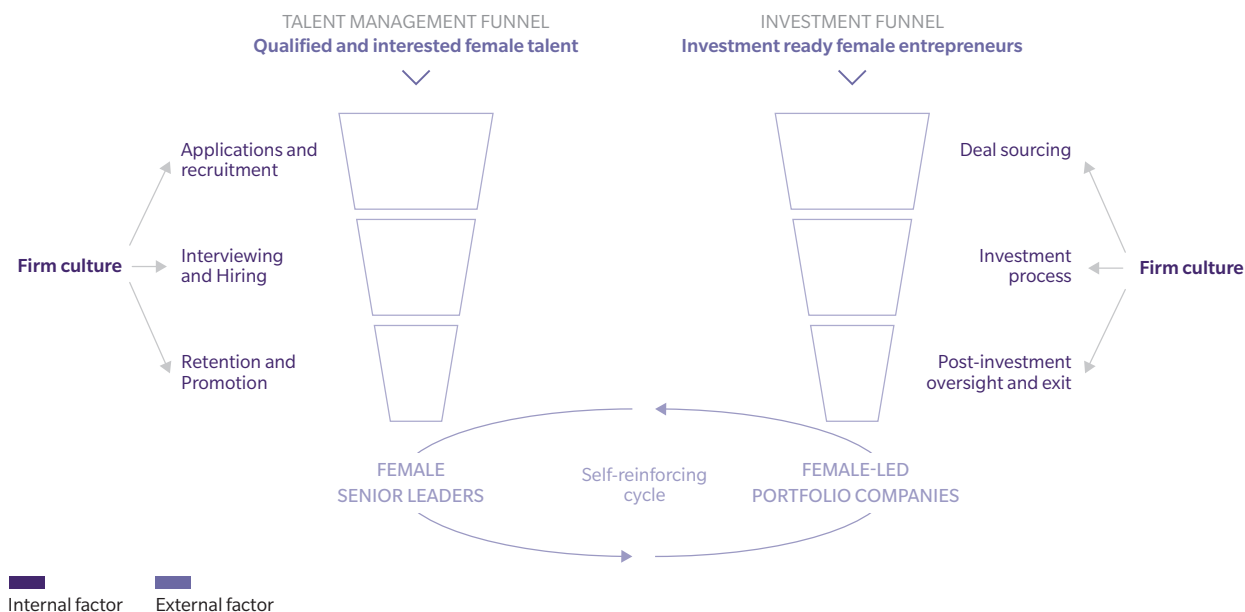 TALENT MANAGEMENT FUNNEL
Qualified and interested female talent
INVESTMENT FUNNEL
Investment ready female entrepreneurs
Firm culture
Applications and
recruitment
Interviewing
and Hiring
Retention and
Promotion
Deal sourcing
Investment
process
Post-investment
oversight and exit
Firm culture
FEMALE
SENIOR LEADERS
Self-reinforcing
cycle
FEMALE-LED
PORTFOLIO COMPANIES
Internal factor
External factor